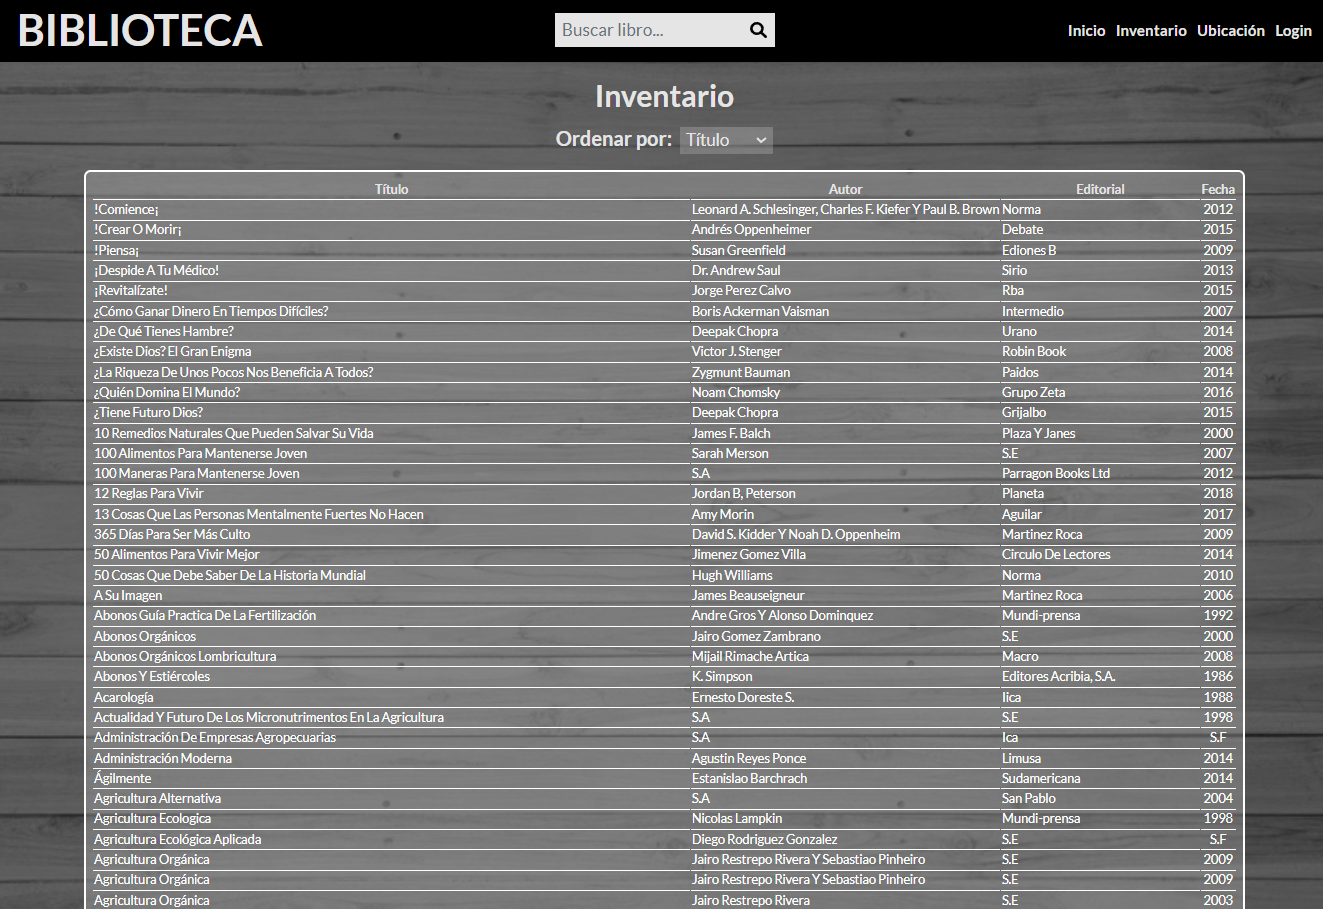 BIBLIOTECA
Buscar libro...
Inicio Inventario Ubicación Login
Inventario
Ordenar por: Título
Título Autor Editorial Fecha
!Comience¡ Leonard A. Schlesinger, Charles F. Kiefer Y Paul B. Brown Norma 2012
!Crear O Morir¡ Andrés Oppenheimer Debate 2015
!Piensa¡ Susan Greenfield Ediones B 2009
¡Despide A Tu Médico! Dr. Andrew Saul Sirio 2013
¡Revitalízate! Jorge Perez Calvo Rba 2015
¿Cómo Ganar Dinero En Tiempos Difíciles? Boris Ackerman Vaisman Intermedio 2007
¿De Qué Tienes Hambre? Deepak Chopra Urano 2014
¿Existe Dios? El Gran Enigma Victor J. Stenger Robin Book 2008
¿La Riqueza De Unos Pocos Nos Beneficia A Todos? Zygmunt Bauman Paidos 2014
¿Quién Domina El Mundo? Noam Chomsky Grupo Zeta 2016
¿Tiene Futuro Dios? Deepak Chopra Grijalbo 2015
10 Remedios Naturales Que Pueden Salvar Su Vida James F. Balch Plaza Y Janes 2000
100 Alimentos Para Mantenerse Joven Sarah Merson S.E 2007
100 Maneras Para Mantenerse Joven S.A Parragon Books Ltd 2012
12 Reglas Para Vivir Jordan B, Peterson Planeta 2018
13 Cosas Que Las Personas Mentalmente Fuertes No Hacen Amy Morin Aguilar 2017
365 Días Para Ser Más Culto David S. Kidder Y Noah D. Oppenheim Martinez Roca 2009
50 Alimentos Para Vivir Mejor Jimenez Gomez Villa Circulo De Lectores 2014
50 Cosas Que Debe Saber De La Historia Mundial Hugh Williams Norma 2010
A Su Imagen James Beauseigneur Martinez Roca 2006
Abonos Guía Practica De La Fertilización Andre Gros Y Alonso Dominquez Mundi-prensa 1992
Abonos Orgánicos Jairo Gomez Zambrano S.E 2000
Abonos Orgánicos Lombricultura Mijail Rimache Artica Macro 2008
Abonos Y Estiércoles K. Simpson Editores Acribia, S.A. 1986
Acarología Ernesto Doreste S. Iica 1988
Actualidad Y Futuro De Los Micronutrimentos En La Agricultura S.A S.E 1998
Administración De Empresas Agropecuarias S.A Ica S.F
Administración Moderna Agustin Reyes Ponce Limusa 2014
Ágilmente Estanislao Barchrach Sudamericana 2014
Agricultura Alternativa S.A San Pablo 2004
Agricultura Ecologica Nicolas Lampkin Mundi-prensa 1998
Agricultura Ecológica Aplicada Diego Rodriguez Gonzalez S.E S.F
Agricultura Orgánica Jairo Restrepo Rivera Y Sebastiao Pinheiro S.E 2009
Agricultura Orgánica Jairo Restrepo Rivera Y Sebastiao Pinheiro S.E 2009
Agricultura Orgánica Jairo Restrepo Rivera S.E 2003